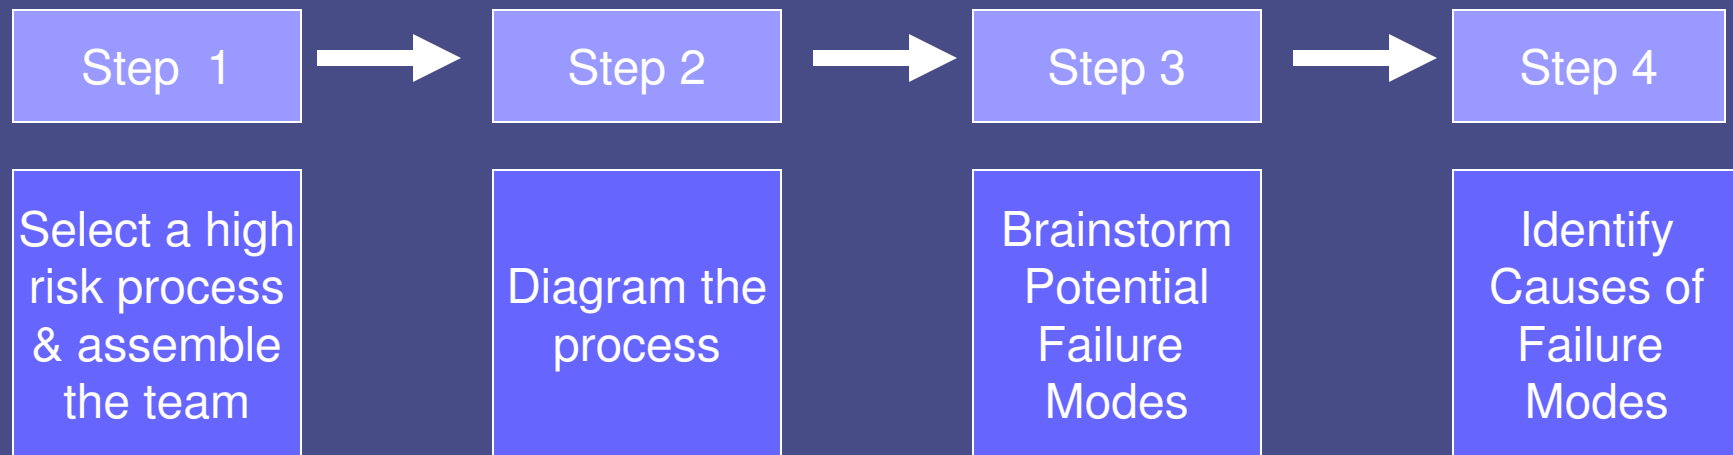 Step 1
Step 2
Step 3
Step 4
Select a high
risk process
& assemble
the team
Diagram the
process
Brainstorm
Potential
Failure
Modes
Identify
Causes of
Failure
Modes